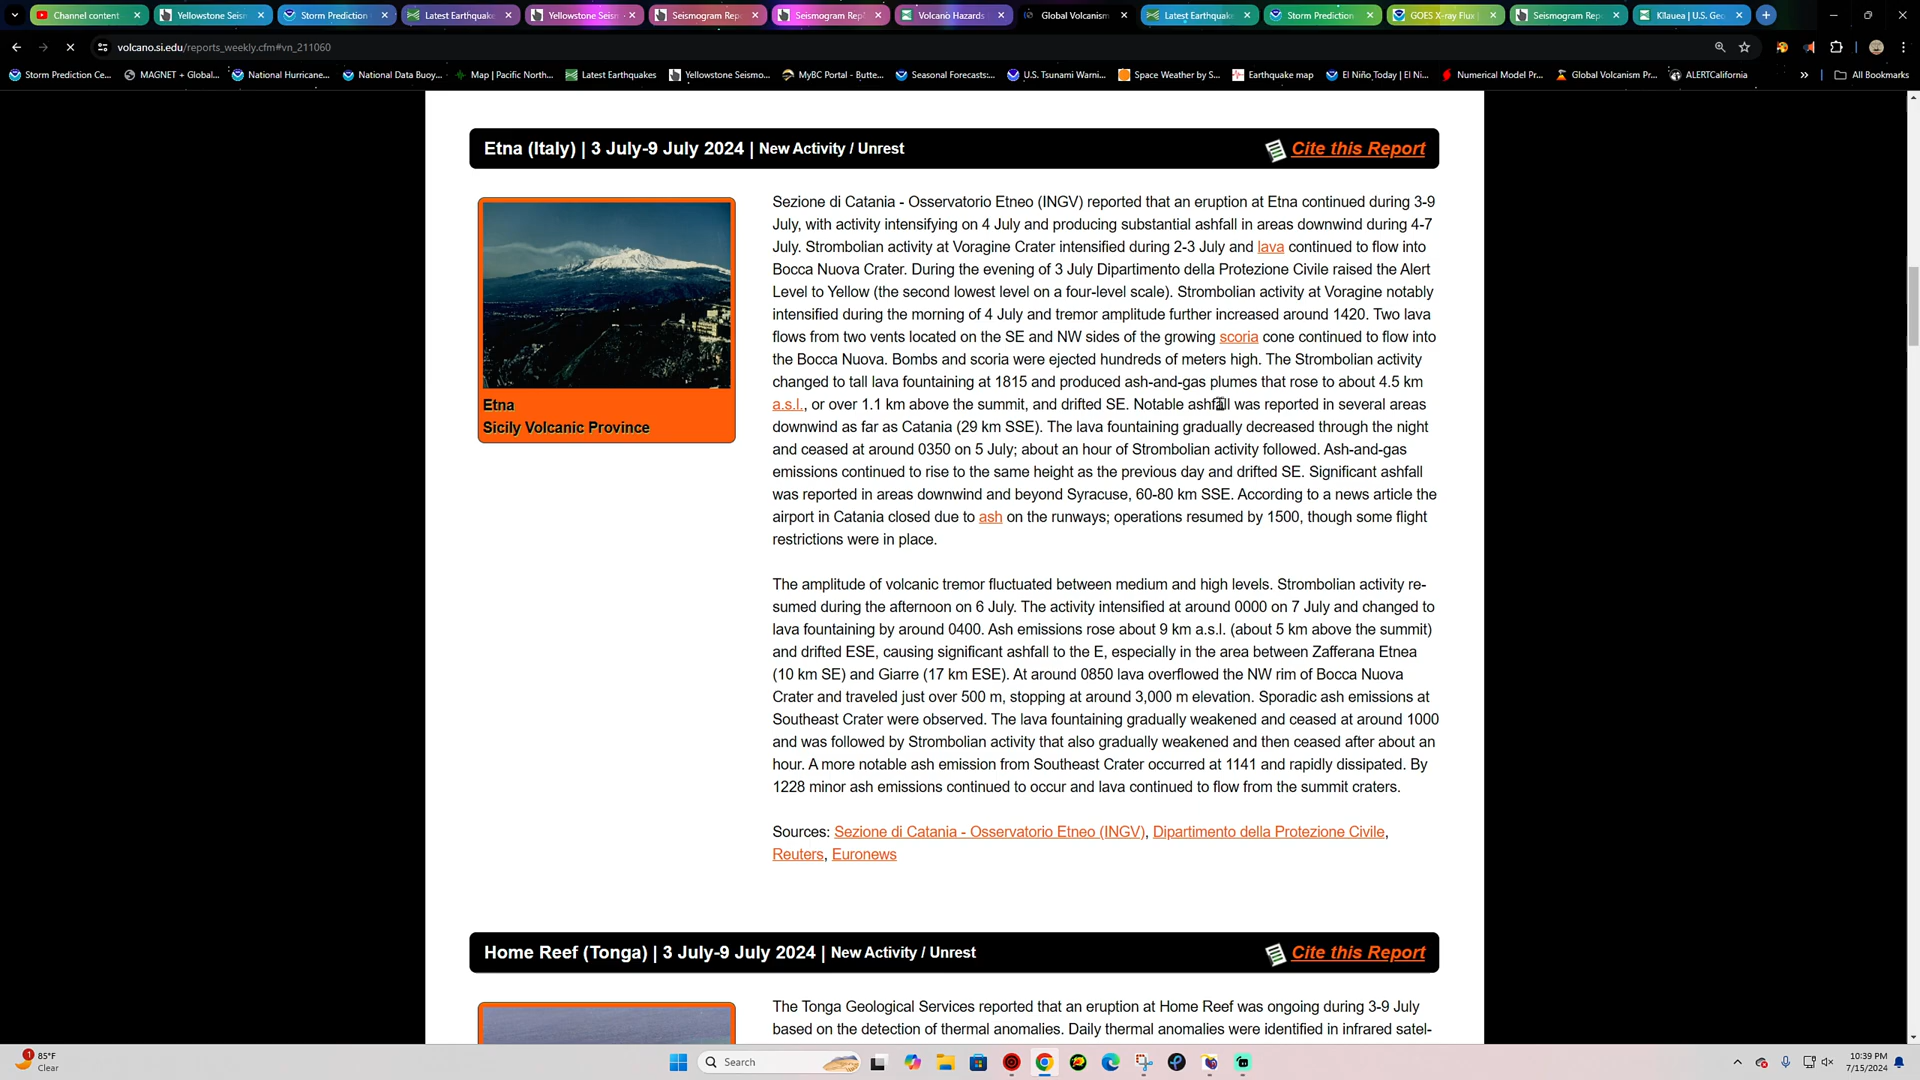 Channel content
Yellowstone Seism
Storm Prediction
Latest Earthquake
Yellowstone Seism
Seismogram Rep
Seismogram Rep
Volcano Hazards
Global Volcanism
Latest Earthquake
Storm Prediction
GOES X-ray Flux |
Seismogram Rep
Kīlauea | U.S. Geo
volcano.si.edu/reports_weekly.cfm#vn_211060
Storm Prediction Ce...
MAGNET + Global...
National Hurricane...
National Data Buoy...
Map | Pacific North...
Latest Earthquakes
Yellowstone Seismo...
MyBC Portal - Butte...
Seasonal Forecasts:...
U.S. Tsunami Warni...
Space Weather by S...
Earthquake map
El Niño Today | El Ni...
Numerical Model Pr...
Global Volcanism Pr...
ALERTCalifornia
All Bookmarks
Etna (Italy) | 3 July-9 July 2024 | New Activity / Unrest
Cite this Report
Etna
Sicily Volcanic Province
Sezione di Catania - Osservatorio Etneo (INGV) reported that an eruption at Etna continued during 3-9
July, with activity intensifying on 4 July and producing substantial ashfall in areas downwind during 4-7
July. Strombolian activity at Voragine Crater intensified during 2-3 July and lava continued to flow into
Bocca Nuova Crater. During the evening of 3 July Dipartimento della Protezione Civile raised the Alert
Level to Yellow (the second lowest level on a four-level scale). Strombolian activity at Voragine notably
intensified during the morning of 4 July and tremor amplitude further increased around 1420. Two lava
flows from two vents located on the SE and NW sides of the growing scoria cone continued to flow into
the Bocca Nuova. Bombs and scoria were ejected hundreds of meters high. The Strombolian activity
changed to tall lava fountaining at 1815 and produced ash-and-gas plumes that rose to about 4.5 km
a.s.l., or over 1.1 km above the summit, and drifted SE. Notable ashfall was reported in several areas
downwind as far as Catania (29 km SSE). The lava fountaining gradually decreased through the night
and ceased at around 0350 on 5 July; about an hour of Strombolian activity followed. Ash-and-gas
emissions continued to rise to the same height as the previous day and drifted SE. Significant ashfall
was reported in areas downwind and beyond Syracuse, 60-80 km SSE. According to a news article the
airport in Catania closed due to ash on the runways; operations resumed by 1500, though some flight
restrictions were in place.
The amplitude of volcanic tremor fluctuated between medium and high levels. Strombolian activity re-
sumed during the afternoon on 6 July. The activity intensified at around 0000 on 7 July and changed to
lava fountaining by around 0400. Ash emissions rose about 9 km a.s.l. (about 5 km above the summit)
and drifted ESE, causing significant ashfall to the E, especially in the area between Zafferana Etnea
(10 km SE) and Giarre (17 km ESE). At around 0850 lava overflowed the NW rim of Bocca Nuova
Crater and traveled just over 500 m, stopping at around 3,000 m elevation. Sporadic ash emissions at
Southeast Crater were observed. The lava fountaining gradually weakened and ceased at around 1000
and was followed by Strombolian activity that also gradually weakened and then ceased after about an
hour. A more notable ash emission from Southeast Crater occurred at 1141 and rapidly dissipated. By
1228 minor ash emissions continued to occur and lava continued to flow from the summit craters.
Sources: Sezione di Catania - Osservatorio Etneo (INGV), Dipartimento della Protezione Civile,
Reuters, Euronews
Home Reef (Tonga) | 3 July-9 July 2024 | New Activity / Unrest
Cite this Report
The Tonga Geological Services reported that an eruption at Home Reef was ongoing during 3-9 July
based on the detection of thermal anomalies. Daily thermal anomalies were identified in infrared satel-
1
85°F
Clear
Search
10:39 PM
7/15/2024